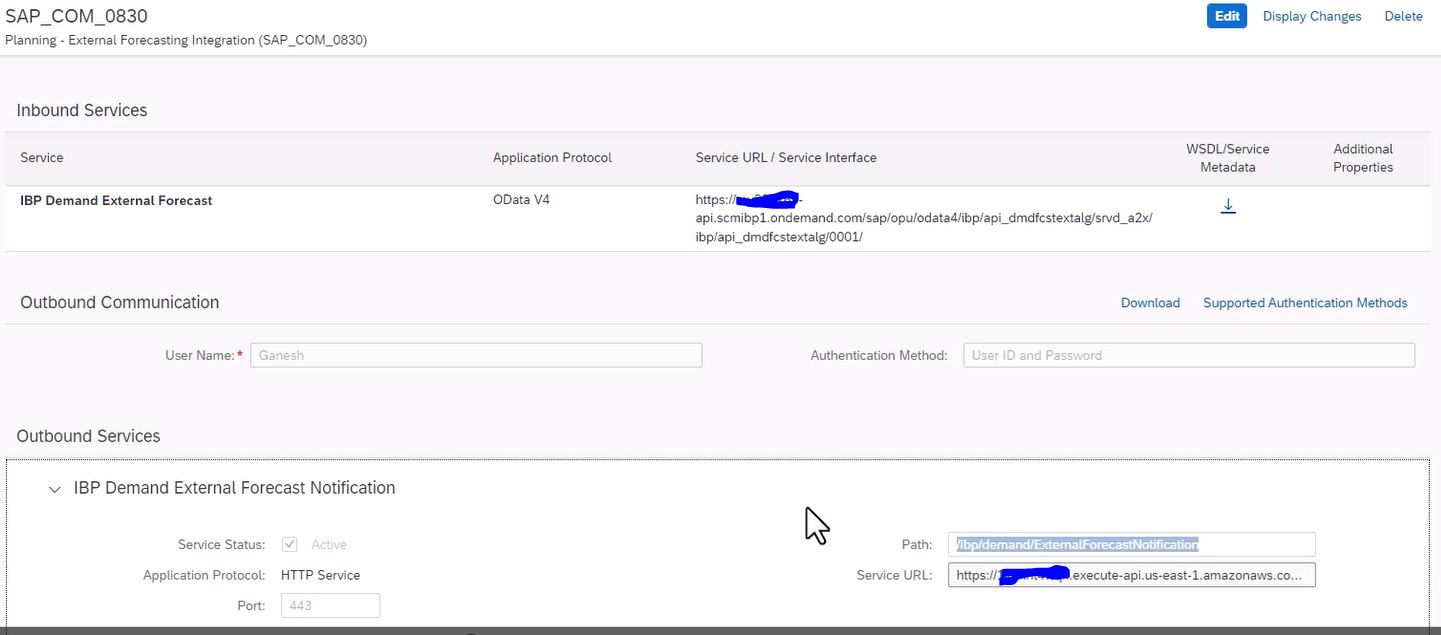 SAP_COM_0830
Edit Display Changes Delete
Planning - External Forecasting Integration (SAP_COM_0830)
Inbound Services
Service Application Protocol Service URL / Service Interface WSDL/Service Metadata Additional Properties
IBP Demand External Forecast OData V4 https://
api.scmibp1.ondemand.com/sap/opu/odata4/ibp/api_dmdfcstextalg/srvd_a2x/
ibp/api_dmdfcstextalg/0001/
Outbound Communication Download Supported Authentication Methods
User Name:* Ganesh Authentication Method: User ID and Password
Outbound Services
IBP Demand External Forecast Notification
Service Status: Active Path: /ibp/demand/ExternalForecastNotification
Application Protocol: HTTP Service Service URL: https:// .execute-api.us-east-1.amazonaws.co...
Port: 443